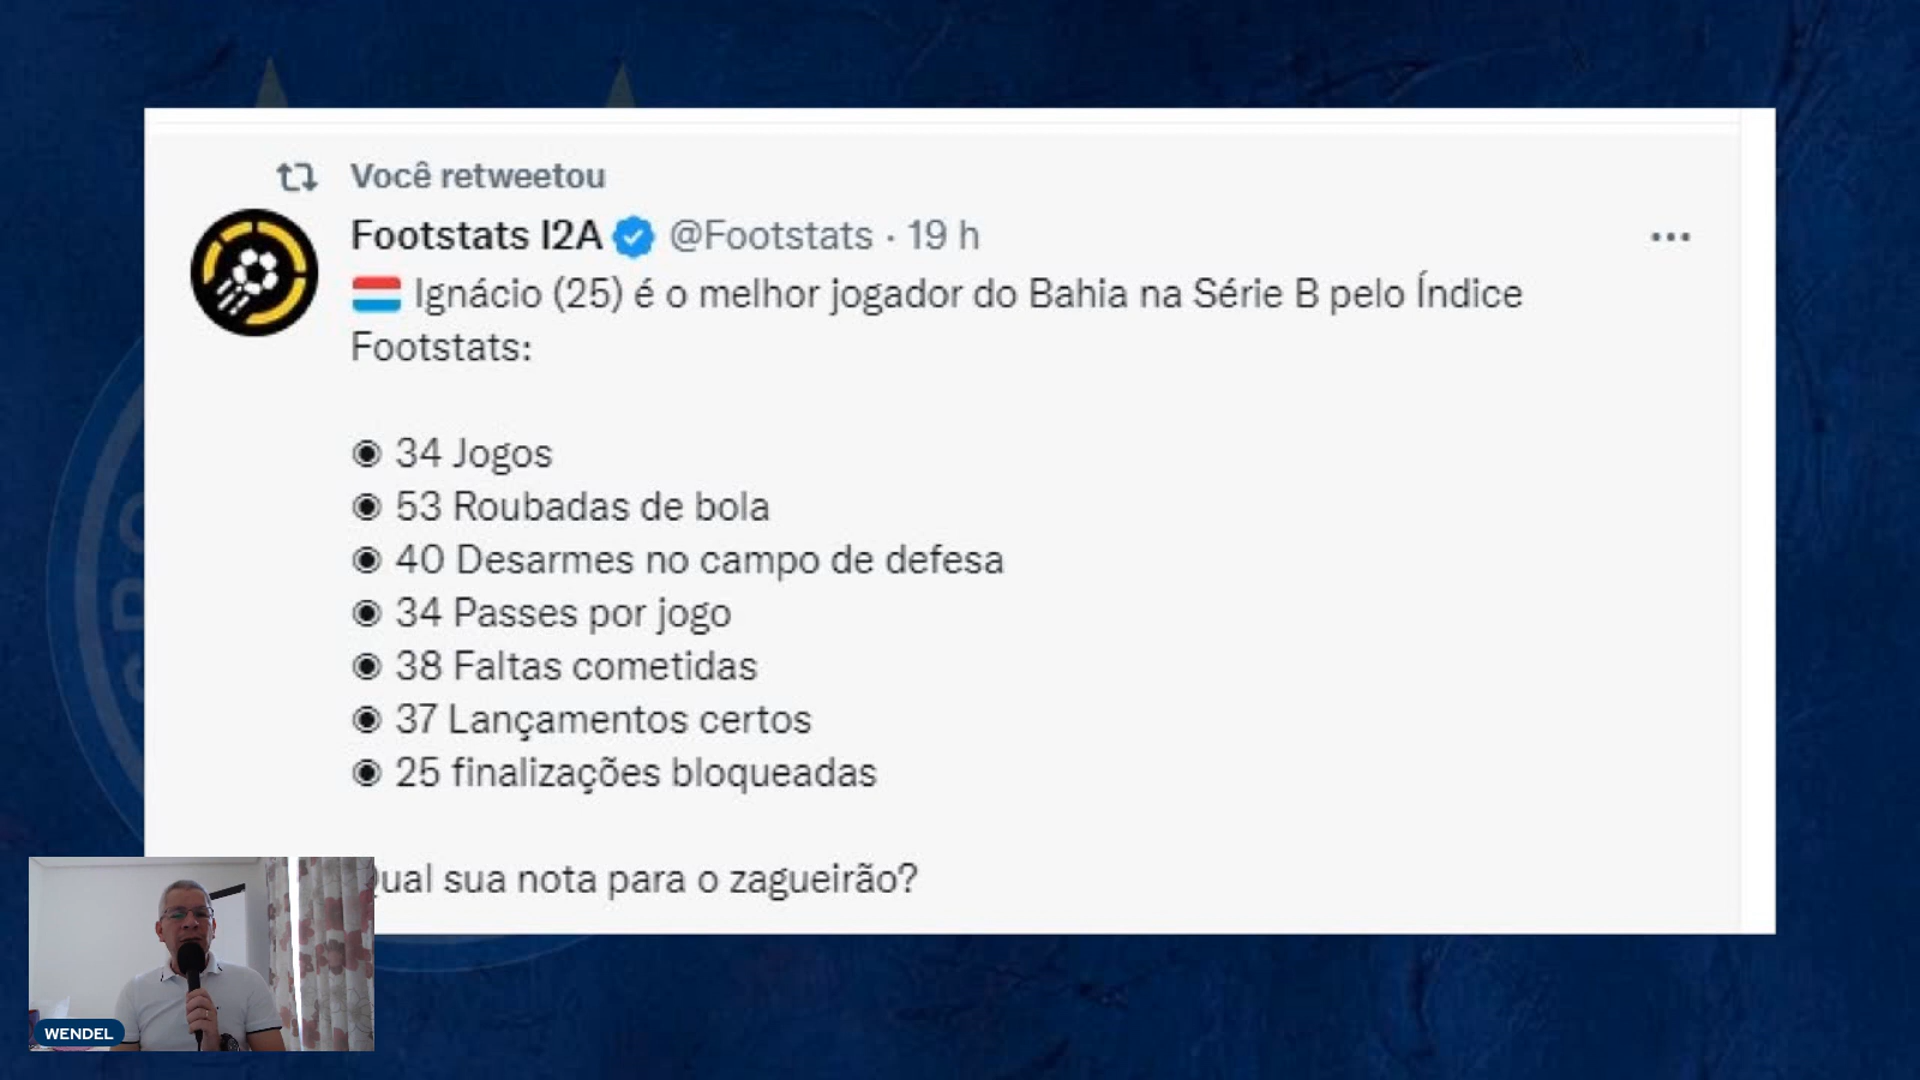 Você retweetou
Footstats I2A @Footstats · 19 h
Ignácio (25) é o melhor jogador do Bahia na Série B pelo Índice
Footstats:
34 Jogos
53 Roubadas de bola
40 Desarmes no campo de defesa
34 Passes por jogo
38 Faltas cometidas
37 Lançamentos certos
25 finalizações bloqueadas
Qual sua nota para o zagueirão?
WENDEL